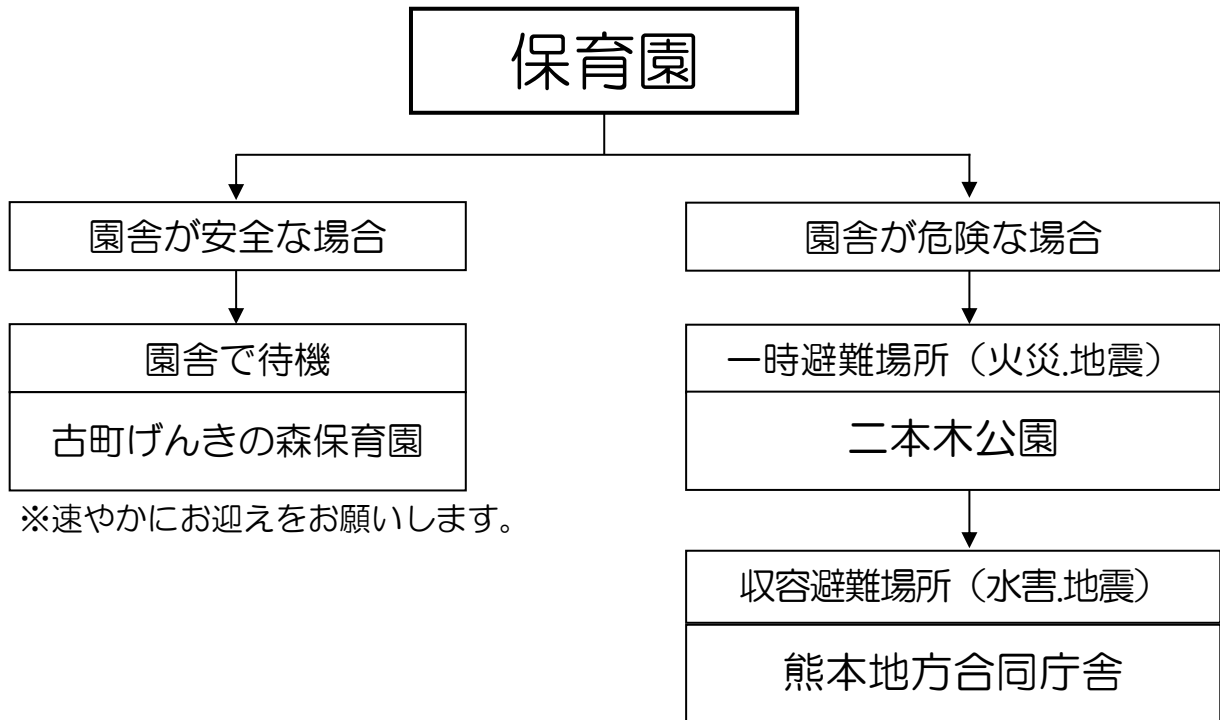 保育園
園舎が安全な場合
園舎が危険な場合
園舎で待機
古町げんきの森保育園
※速やかにお迎えをお願いします。
一時避難場所（火災.地震）
二本木公園
収容避難場所（水害.地震）
熊本地方合同庁舎